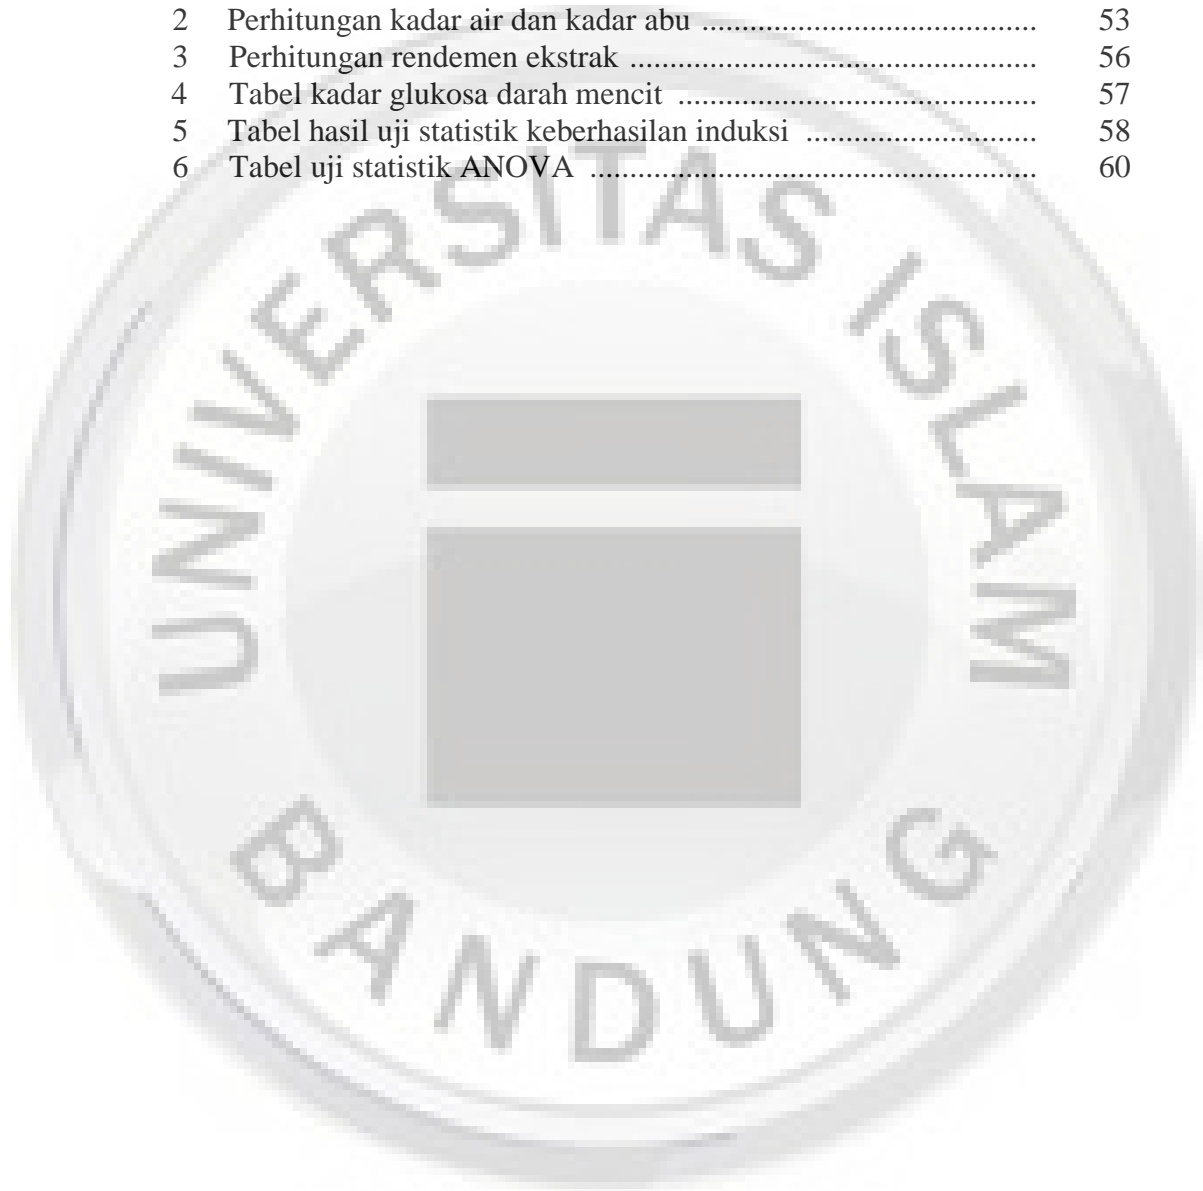 2 Perhitungan kadar air dan kadar abu ........................................ 53
3 Perhitungan rendemen ekstrak ................................................. 56
4 Tabel kadar glukosa darah mencit ........................................... 57
5 Tabel hasil uji statistik keberhasilan induksi ............................ 58
6 Tabel uji statistik ANOVA ..................................................... 60
UNIVERSITAS ISLAM
BANDUNG